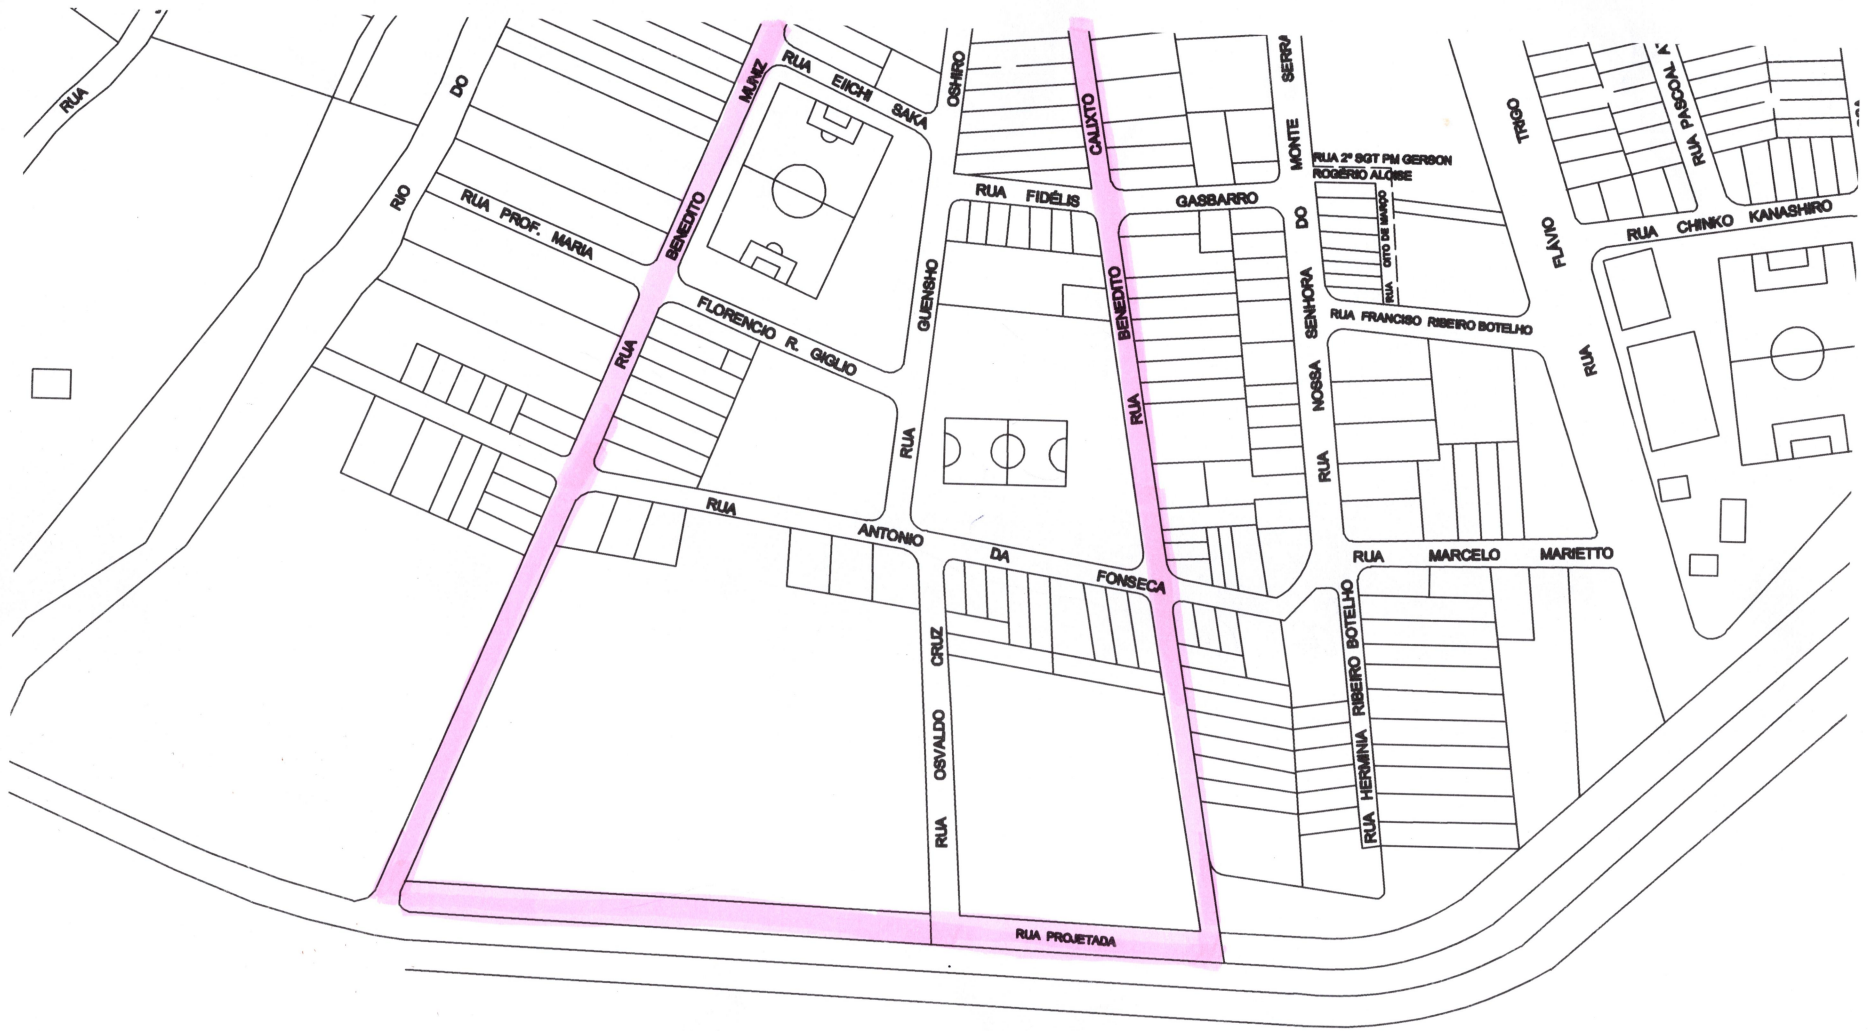 RUA
DO
RIO
RUA PROF. MARIA
MUNIZ
BENEDITO
RUA
RUA EIICHI SAKA
OSHIRO
GUENSHO
RUA
FLORENCIO R. GIGLIO
CALIXTO
BENEDITO
RUA
RUA FIDÉLIS
GASBARRO
SERRA
MONTE
DO
SENHORA
NOSSA
RUA
RUA 2º SGT PM GERSON
ROGÉRIO ALOISE
RUA OITO DE MARÇO
TRIGO
FLÁVIO
RUA
RUA PASCOAL A
RUA CHINKO KANASHIRO
RUA FRANCISO RIBEIRO BOTELHO
RUA ANTONIO DA FONSECA
RUA MARCELO MARIETTO
RUA OSVALDO CRUZ
RUA HERMINIA RIBEIRO BOTELHO
RUA PROJETADA